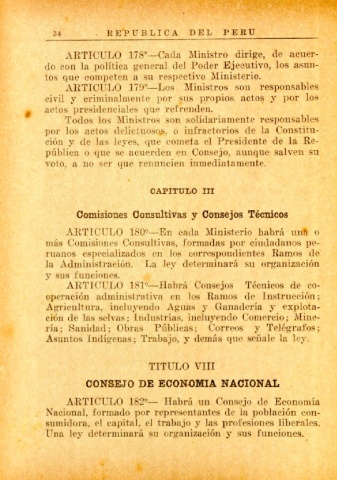 34 REPUBLICA DEL PERU
ARTICULO 178º—Cada Ministro dirige, de acuer-
do con la política general del Poder Ejecutivo, los asun-
tos que competen a su respectivo Ministerio.
ARTICULO 179º—Los Ministros son responsables
civil y criminalmente por sus propios actos y por los
actos presidenciales que refrenden.
Todos los Ministros son solidariamente responsables
por los actos delictuosos, o infractorios de la Constitu-
ción y de las leyes, que cometa el Presidente de la Re-
pública o que se acuerden en Consejo, aunque salven su
voto, a no ser que renuncien inmediatamente.
CAPITULO III
Comisiones Consultivas y Consejos Técnicos
ARTICULO 180º—En cada Ministerio habrá una o
más Comisiones Consultivas, formadas por ciudadanos pe-
ruanos especializados en los correspondientes Ramos de
la Administración. La ley determinará su organización
y sus funciones.
ARTICULO 181º—Habrá Consejos Técnicos de co-
operación administrativa en los Ramos de Instrucción;
Agricultura, incluyendo Aguas y Ganadería y explota-
ción de las selvas; Industrias, incluyendo Comercio; Mine-
ría; Sanidad; Obras Públicas; Correos y Telégrafos;
Asuntos Indígenas; Trabajo, y demás que señale la ley.
TITULO VIII
CONSEJO DE ECONOMIA NACIONAL
ARTICULO 182º— Habrá un Consejo de Economía
Nacional, formado por representantes de la población con-
sumidora, el capital, el trabajo y las profesiones liberales.
Una ley determinará su organización y sus funciones.